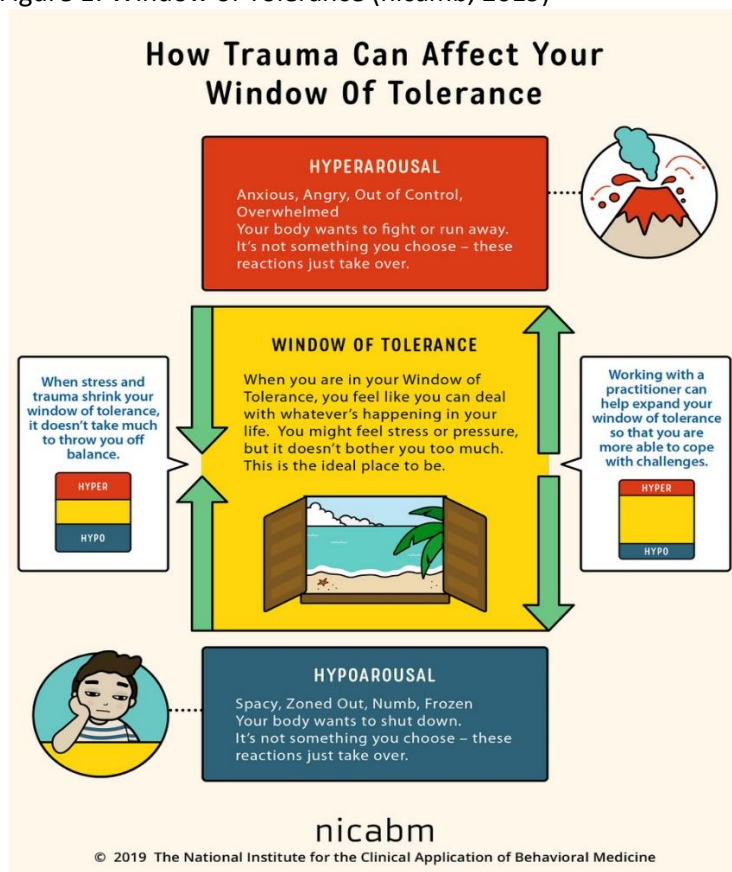 Figure 1: Window of Tolerance (nicamb, 2019)
How Trauma Can Affect Your
Window Of Tolerance
HYPERAROUSAL
Anxious, Angry, Out of Control,
Overwhelmed
Your body wants to fight or run away.
It's not something you choose – these
reactions just take over.
When stress and
trauma shrink your
window of tolerance,
it doesn't take much
to throw you off
balance.
HYPER
HYPO
WINDOW OF TOLERANCE
When you are in your Window of
Tolerance, you feel like you can deal
with whatever's happening in your
life. You might feel stress or pressure,
but it doesn't bother you too much.
This is the ideal place to be.
Working with a
practitioner can
help expand your
window of tolerance
so that you are
more able to cope
with challenges.
HYPER
HYPO
HYPOAROUSAL
Spacy, Zoned Out, Numb, Frozen
Your body wants to shut down.
It's not something you choose – these
reactions just take over.
nicabm
© 2019 The National Institute for the Clinical Application of Behavioral Medicine